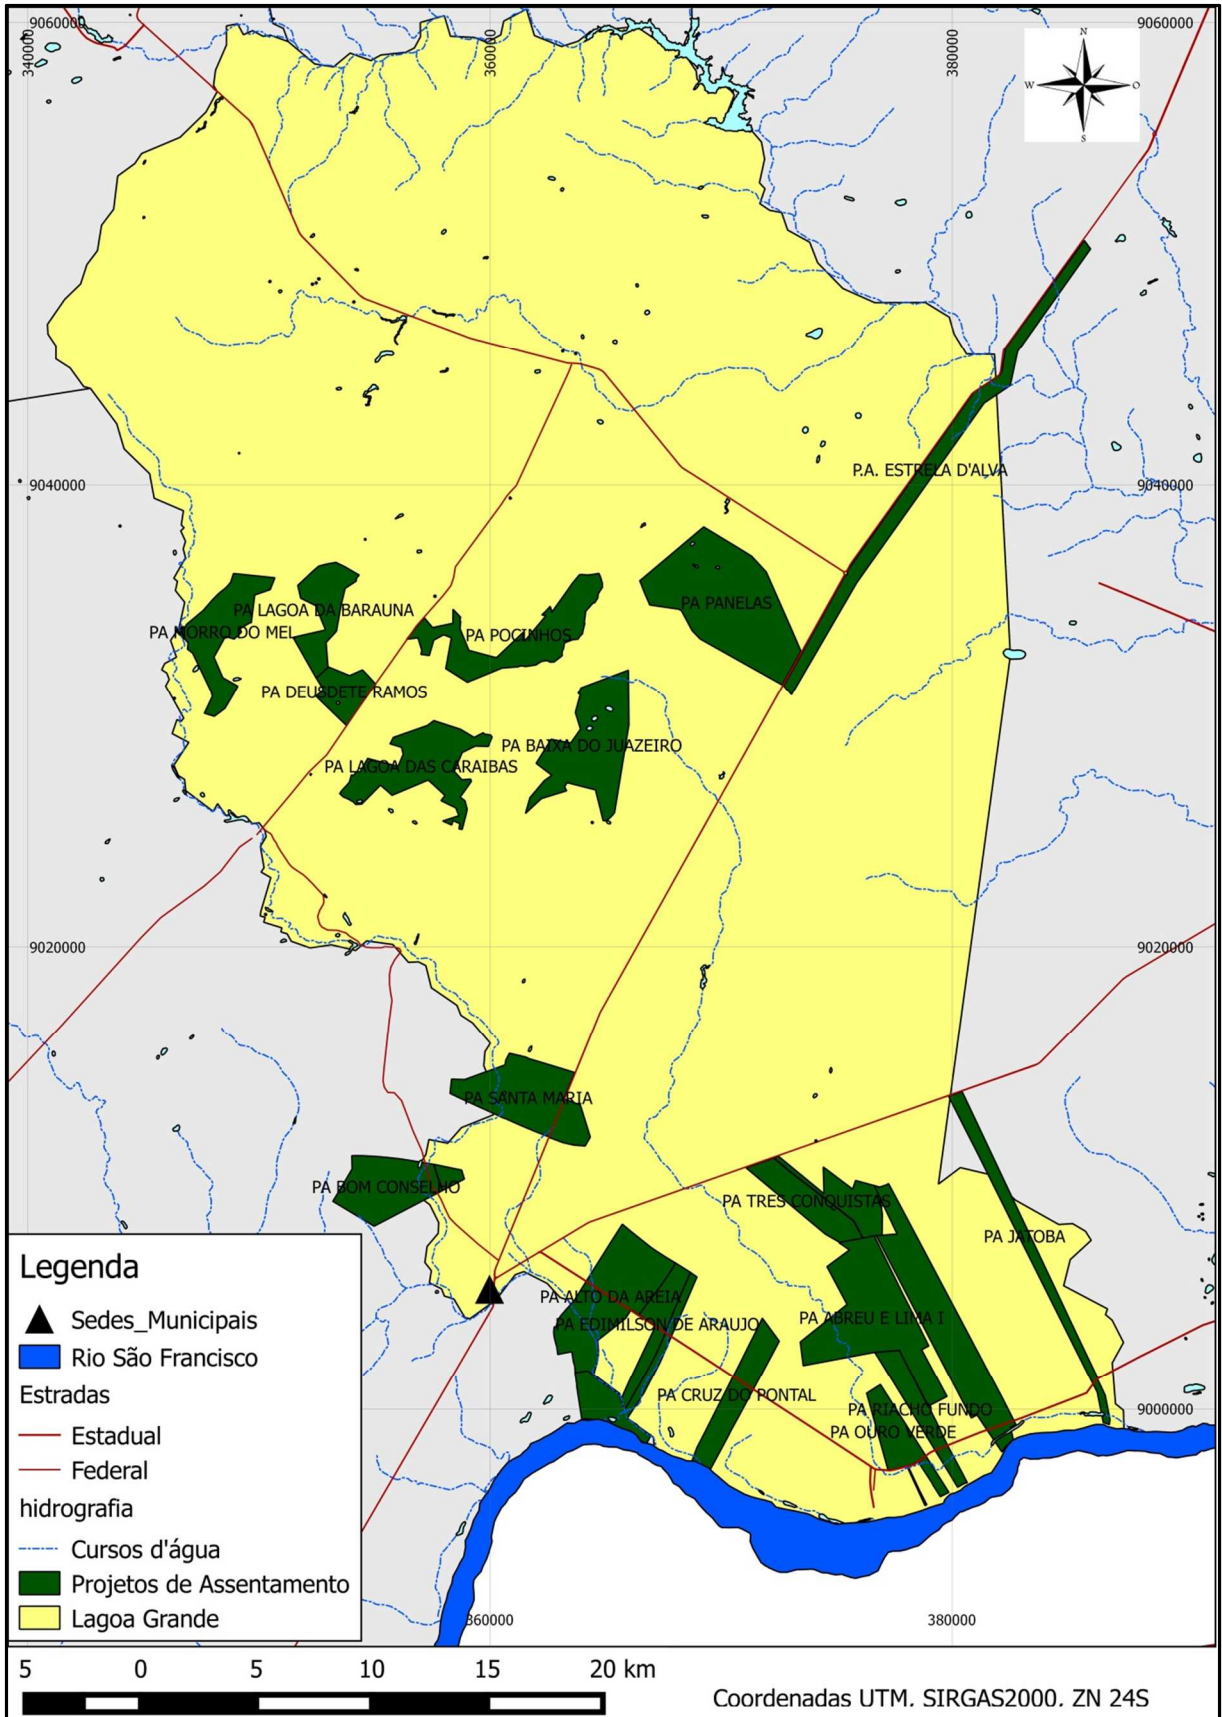 9060000
9060000
340000
360000
380000
N
W
O
S
P.A. ESTRELA D'ALVA
9040000
9040000
PA PANELAS
PA LAGOA DA BARAUNA
PA MORRO DO MEL
PA POCINHOS
PA DEUSDETE RAMOS
PA BAIXA DO JUAZEIRO
PA LAGOA DAS CARAIBAS
9020000
9020000
PA SANTA MARIA
PA BOM CONSELHO
PA TRES CONQUISTAS
PA JATOBA
PA ALTO DA AREIA
PA EDIMILSON DE ARAUJO
PA ABREU E LIMA I
PA CRUZ DO PONTAL
PA RIACHO FUNDO
9000000
PA OURO VERDE
Legenda
Sedes_Municipais
Rio São Francisco
Estradas
Estadual
Federal
hidrografia
Cursos d'água
Projetos de Assentamento
Lagoa Grande
360000
380000
5 0 5 10 15 20 km
Coordenadas UTM. SIRGAS2000. ZN 24S